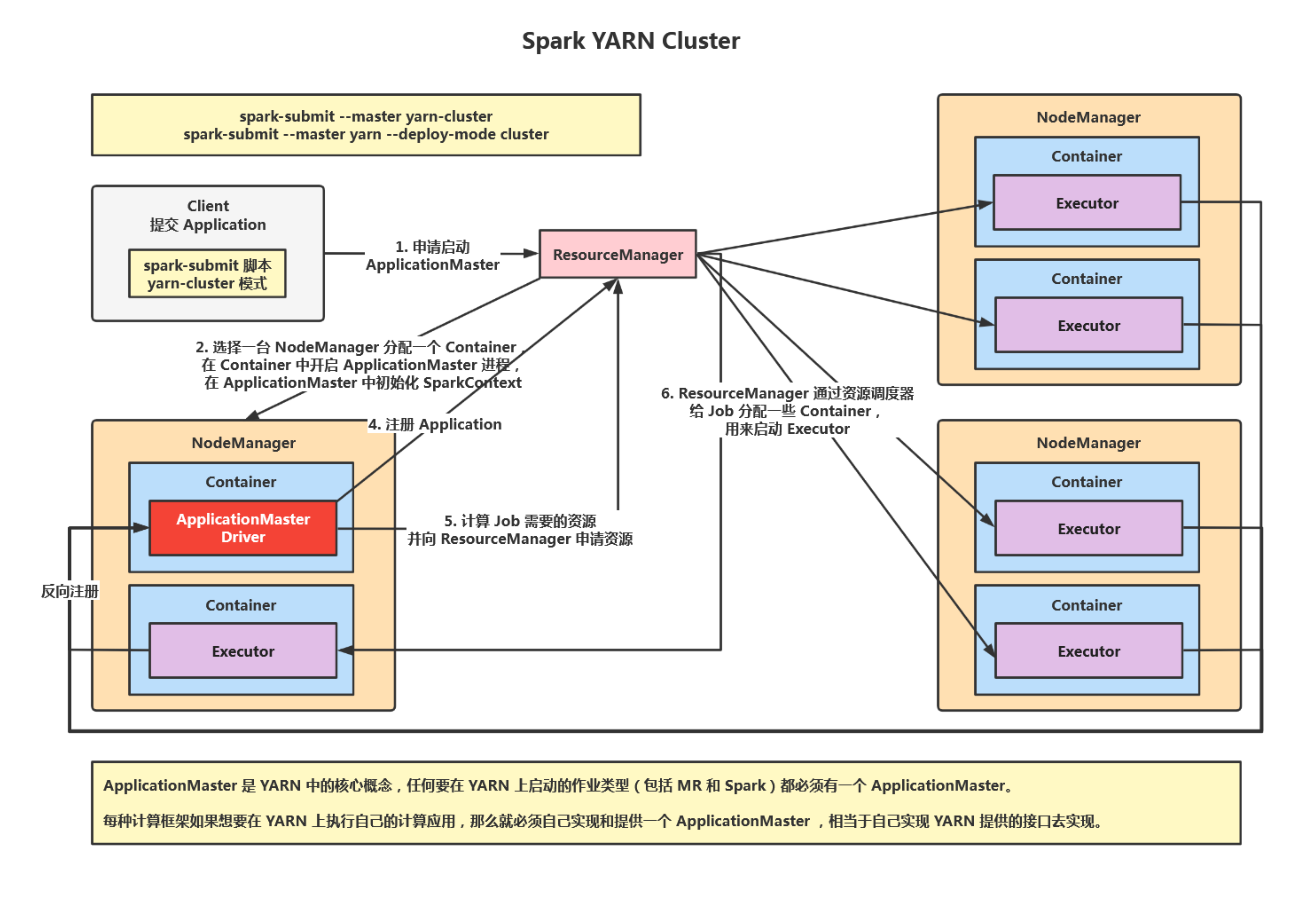 Spark YARN Cluster
spark-submit --master yarn-cluster
spark-submit --master yarn --deploy-mode cluster
Client
提交 Application
spark-submit 脚本
yarn-cluster 模式
1. 申请启动
ApplicationMaster
ResourceManager
NodeManager
Container
Executor
Container
Executor
2. 选择一台 NodeManager 分配一个 Container，
在 Container 中开启 ApplicationMaster 进程，
在 ApplicationMaster 中初始化 SparkContext
4. 注册 Application
6. ResourceManager 通过资源调度器
给 Job 分配一些 Container，
用来启动 Executor
NodeManager
Container
ApplicationMaster
Driver
5. 计算 Job 需要的资源
并向 ResourceManager 申请资源
反向注册
Container
Executor
NodeManager
Container
Executor
Container
Executor
ApplicationMaster 是 YARN 中的核心概念，任何要在 YARN 上启动的作业类型（包括 MR 和 Spark）都必须有一个 ApplicationMaster。
每种计算框架如果想要在 YARN 上执行自己的计算应用，那么就必须自己实现和提供一个 ApplicationMaster ，相当于自己实现 YARN 提供的接口去实现。